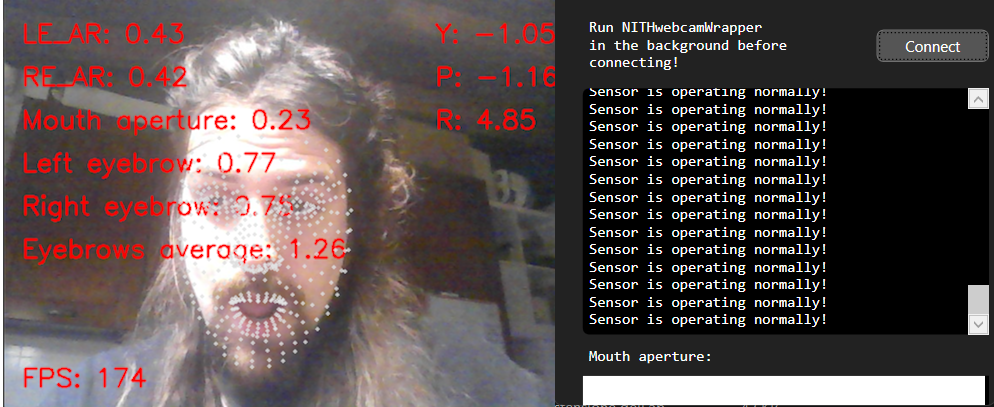 LE_AR: 0.43
RE_AR: 0.42
Mouth aperture: 0.23
Left eyebrow: 0.77
Right eyebrow:
Eyebrows average: 1.26
FPS: 174
Y: -1.05
P: -1.16
R: 4.85
Run NITHwebcamWrapper
in the background before
connecting!
Connect
Sensor is operating normally!
Sensor is operating normally!
Sensor is operating normally!
Sensor is operating normally!
Sensor is operating normally!
Sensor is operating normally!
Sensor is operating normally!
Sensor is operating normally!
Sensor is operating normally!
Sensor is operating normally!
Sensor is operating normally!
Sensor is operating normally!
Sensor is operating normally!
Sensor is operating normally!
Mouth aperture: